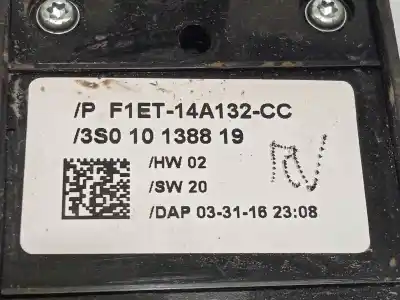 /P F1ET-14A132-CC
/3S0 10 1388 19
/HW 02
/SW 20
/DAP 03-31-16 23:08